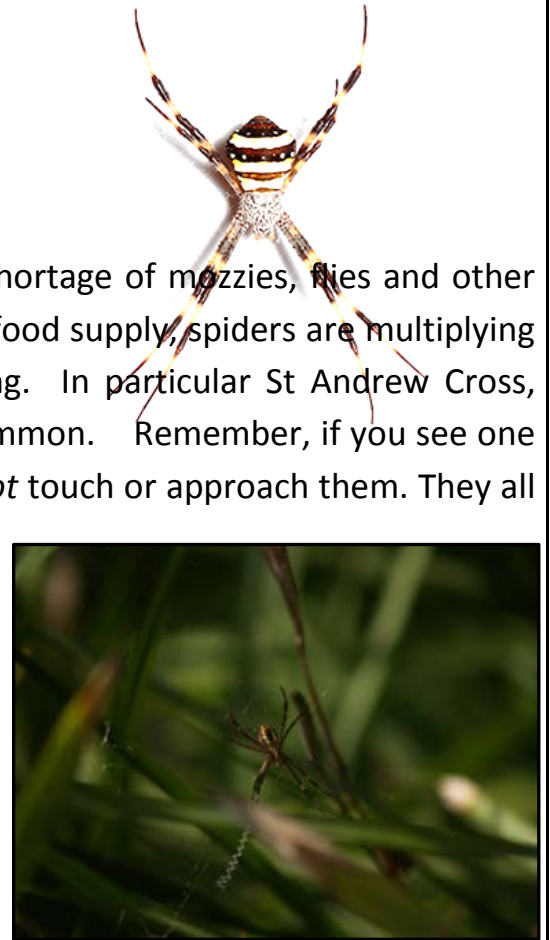 hortage of mozzies, flies and other
food supply, spiders are multiplying
ng. In particular St Andrew Cross,
mmon. Remember, if you see one
ot touch or approach them. They all